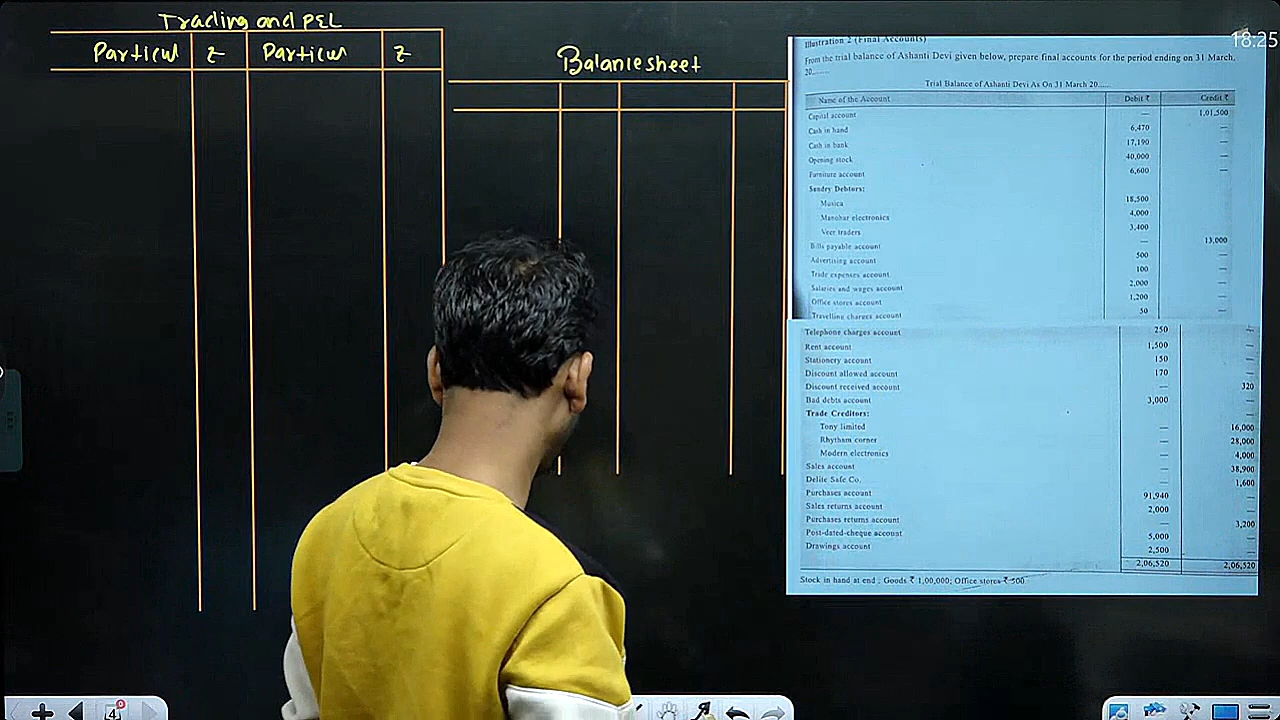 Trading and P&L
Particul ₹ Particur ₹
Balancesheet
18:25
Illustration 2 (Final Accounts)
From the trial balance of Ashanti Devi given below, prepare final accounts for the period ending on 31 March,
20.......
Trial Balance of Ashanti Devi As On 31 March 20.....
Name of the Account Debit ₹ Credit ₹
Capital account — 1,01,500
Cash in hand 6,470 —
Cash in bank 17,190 —
Opening stock 40,000 —
Furniture account 6,600 —
Sundry Debtors:
Musica 18,500 —
Manohar electronics 4,000 —
Veer traders 3,400 —
Bills payable account — 13,000
Advertising account 500 —
Trade expenses account 100 —
Salaries and wages account 2,000 —
Office stores account 1,200 —
Travelling charges account 50 —
Telephone charges account 250 —
Rent account 1,500 —
Stationery account 150 —
Discount allowed account 170 —
Discount received account — 320
Bad debts account 3,000 —
Trade Creditors:
Tony limited — 16,000
Rhytham corner — 28,000
Modern electronics — 4,000
Sales account — 38,900
Delite Safe Co. — 1,600
Purchases account 91,940 —
Sales returns account 2,000 —
Purchases returns account — 3,200
Post-dated-cheque account 5,000 —
Drawings account 2,500 —
2,06,520 2,06,520
Stock in hand at end : Goods ₹ 1,00,000; Office stores ₹ 500
4